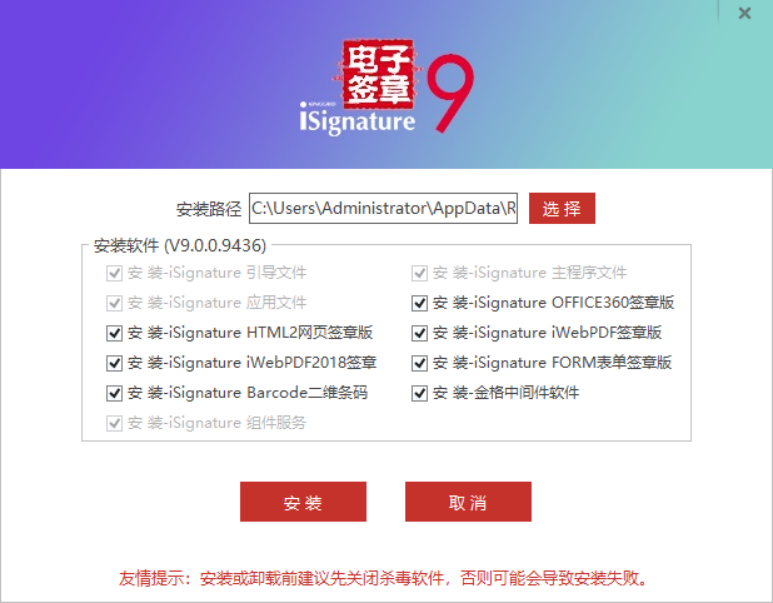 电子
签章
9
KINGGRID
iSignature
安装路径 C:\Users\Administrator\AppData\R 选 择
安装软件 (V9.0.0.9436)
安 装-iSignature 引导文件 安 装-iSignature 主程序文件
安 装-iSignature 应用文件 安 装-iSignature OFFICE360签章版
安 装-iSignature HTML2网页签章版 安 装-iSignature iWebPDF签章版
安 装-iSignature iWebPDF2018签章 安 装-iSignature FORM表单签章版
安 装-iSignature Barcode二维条码 安 装-金格中间件软件
安 装-iSignature 组件服务
安 装 取 消
友情提示：安装或卸载前建议先关闭杀毒软件，否则可能会导致安装失败。